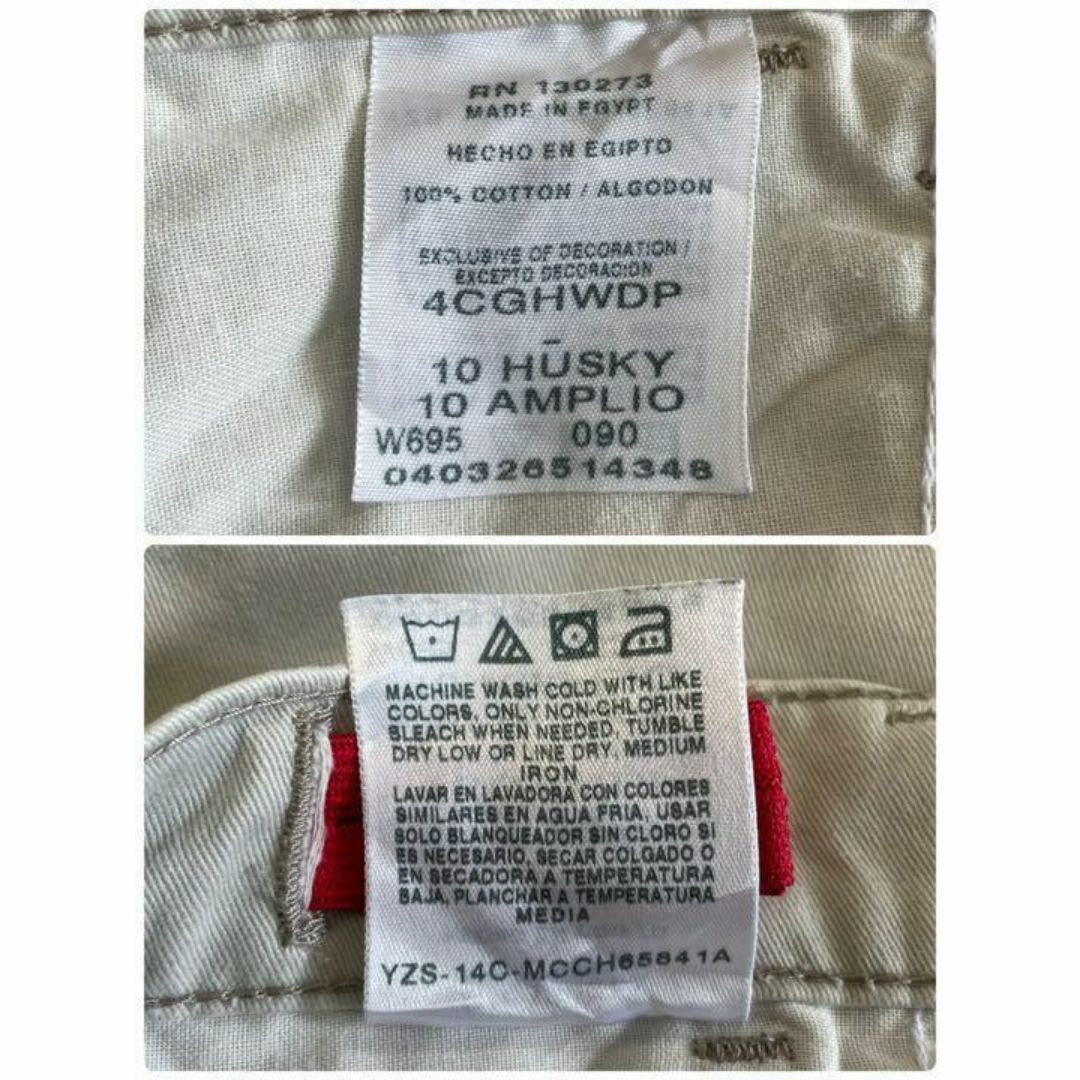 RN 130273
MADE IN EGYPT
HECHO EN EGIPTO
100% COTTON / ALGODON
EXCLUSIVE OF DECORATION /
EXCEPTO DECORACION
4CGHWDP
10 HUSKY
10 AMPLIO
W695 090
040326514348
MACHINE WASH COLD WITH LIKE
COLORS, ONLY NON-CHLORINE
BLEACH WHEN NEEDED, TUMBLE
DRY LOW OR LINE DRY, MEDIUM
IRON
LAVAR EN LAVADORA CON COLORES
SIMILARES EN AGUA FRIA, USAR
SOLO BLANQUEADOR SIN CLORO SI
ES NECESARIO, SECAR COLGADO O
EN SECADORA A TEMPERATURA
BAJA, PLANCHAR A TEMPERATURA
MEDIA
YZS-14C-MCCH65841A